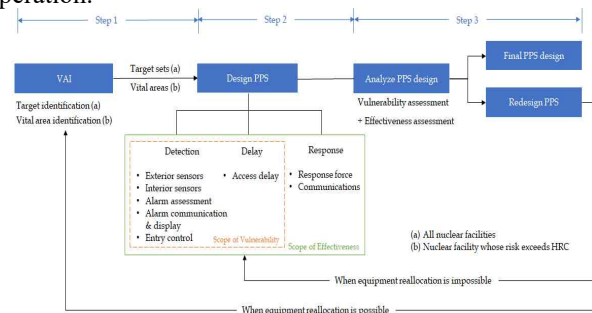 peration.
Step 1
Step 2
Step 3
VAI
Target sets (a)
Vital areas (b)
Design PPS
Analyze PPS design
Final PPS design
Redesign PPS
Target identification (a)
Vital area identification (b)
Vulnerability assessment
+ Effectiveness assessment
Detection
• Exterior sensors
• Interior sensors
• Alarm assessment
• Alarm communication
& display
• Entry control
Delay
• Access delay
Scope of Vulnerability
Response
• Response force
• Communications
Scope of Effectiveness
(a) All nuclear facilities
(b) Nuclear facility whose risk exceeds HRC
When equipment reallocation is impossible
When equipment reallocation is possible